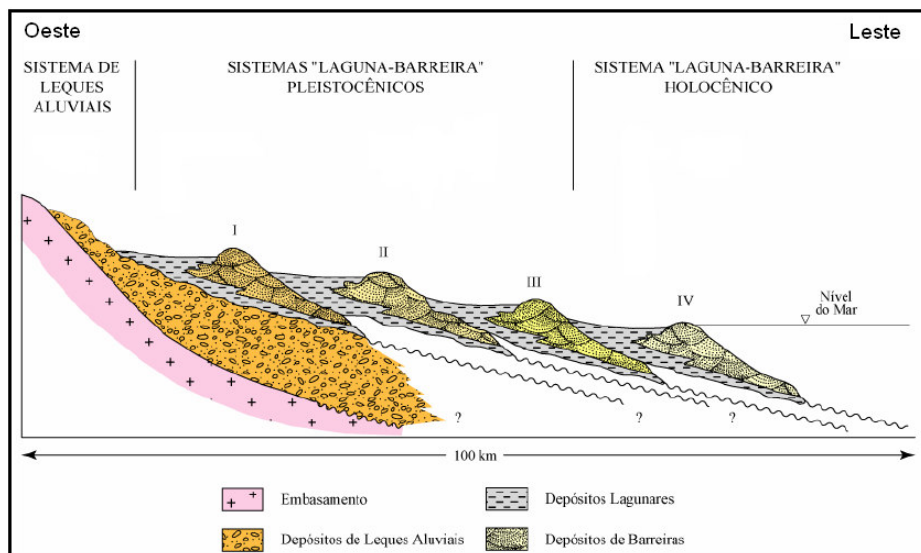 Oeste
Leste
SISTEMA DE
LEQUES
ALUVIAIS
SISTEMAS "LAGUNA-BARREIRA"
PLEISTOCÊNICOS
SISTEMA "LAGUNA-BARREIRA"
HOLOCÊNICO
I
II
III
IV
Nível
do Mar
?
?
?
100 km
Embasamento
Depósitos Lagunares
Depósitos de Leques Aluviais
Depósitos de Barreiras